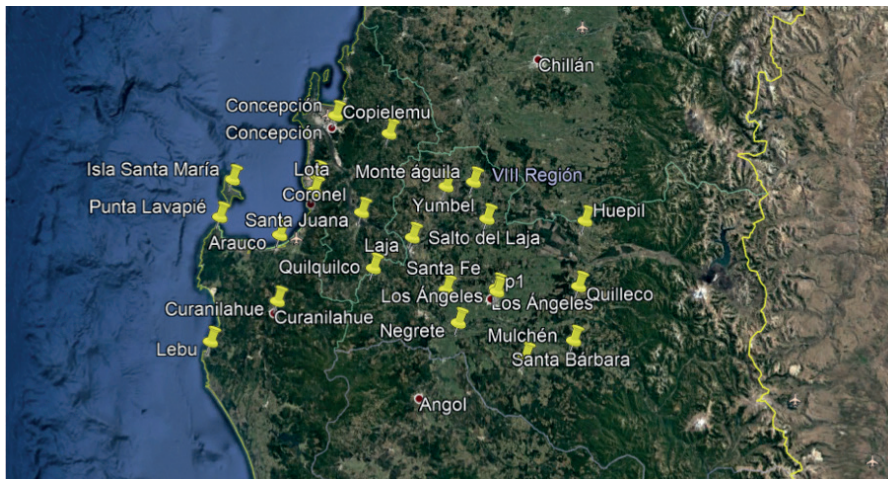 Chillán
Concepción
Copielemu
Concepción
Isla Santa María
Lota
Monte águila
VIII Región
Coronel
Punta Lavapié
Santa Juana
Yumbel
Huepil
Arauco
Laja
Salto del Laja
Quilquilco
Santa Fe
p1
Los Ángeles
Los Ángeles
Quilleco
Curanilahue
Curanilahue
Negrete
Mulchén
Lebu
Santa Bárbara
Angol